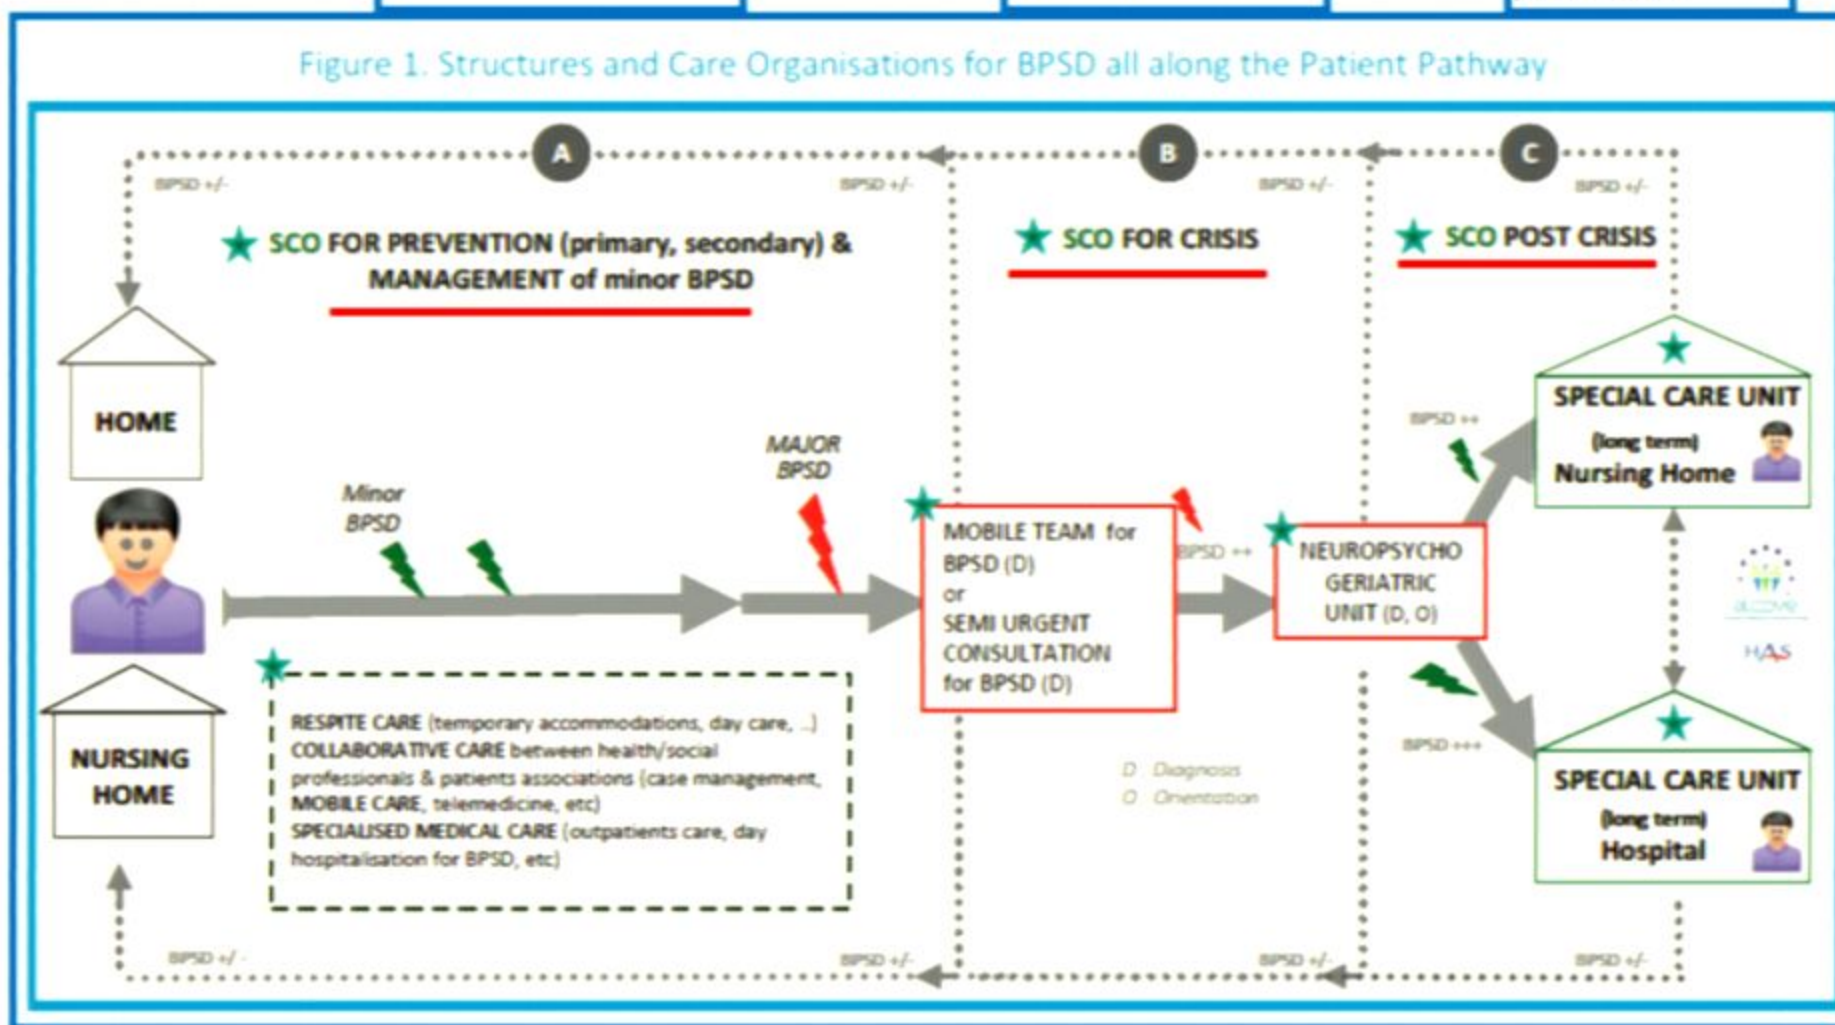 Figure 1. Structures and Care Organisations for BPSD all along the Patient Pathway
A
B
C
BPSD +/-
BPSD +/-
BPSD +/-
BPSD +/-
SCO FOR PREVENTION (primary, secondary) &
MANAGEMENT of minor BPSD
SCO FOR CRISIS
SCO POST CRISIS
HOME
Minor
BPSD
MAJOR
BPSD
MOBILE TEAM for
BPSD (D)
or
SEMI URGENT
CONSULTATION
for BPSD (D)
BPSD ++
NEUROPSYCHO
GERIATRIC
UNIT (D, O)
BPSD ++
SPECIAL CARE UNIT
(long term)
Nursing Home
alcove
HAS
NURSING
HOME
RESPITE CARE (temporary accommodations, day care, ...)
COLLABORATIVE CARE between health/social
professionals & patients associations (case management,
MOBILE CARE, telemedicine, etc)
SPECIALISED MEDICAL CARE (outpatients care, day
hospitalisation for BPSD, etc)
D : Diagnosis
O : Orientation
BPSD +++
SPECIAL CARE UNIT
(long term)
Hospital
BPSD +/-
BPSD +/-
BPSD +/-
BPSD +/-